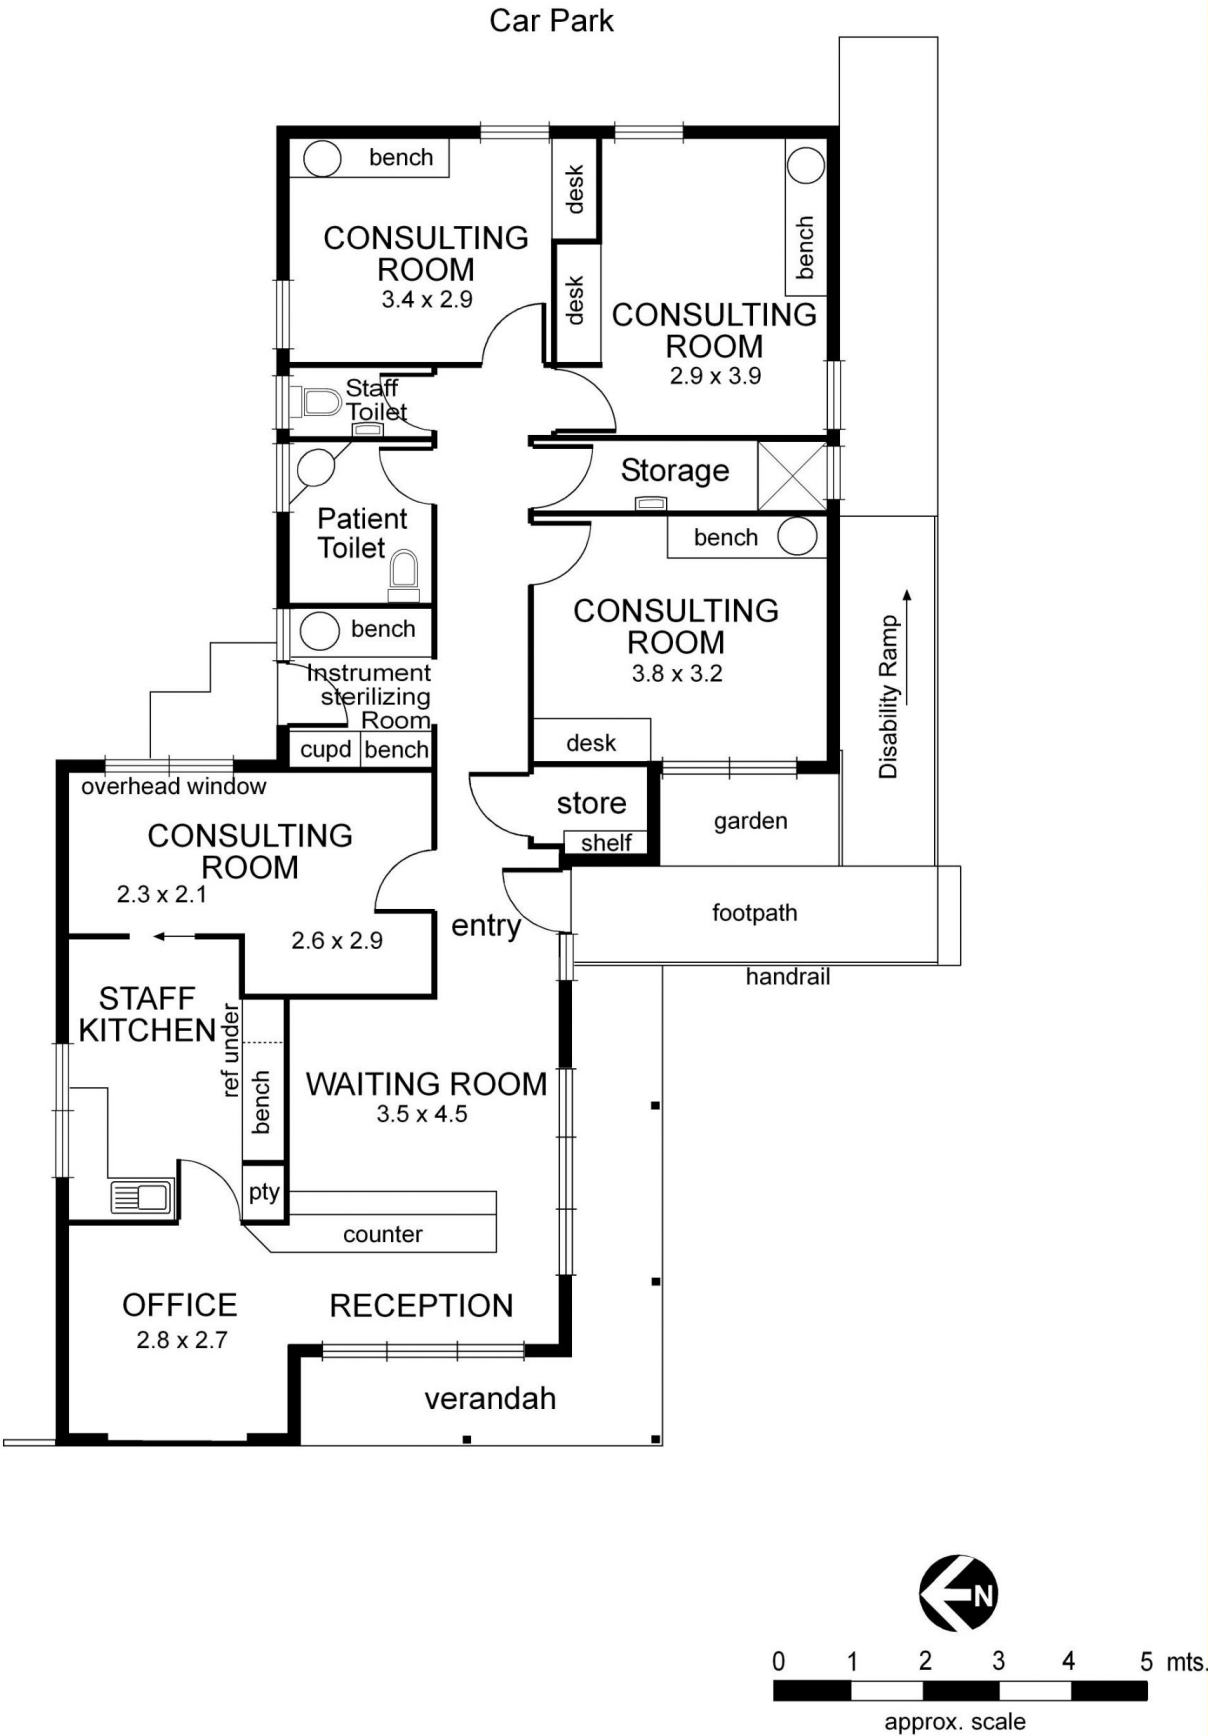 Car Park
bench
desk
CONSULTING
ROOM
3.4 x 2.9
bench
desk
CONSULTING
ROOM
2.9 x 3.9
Staff
Toilet
Storage
Patient
Toilet
bench
CONSULTING
ROOM
3.8 x 3.2
bench
Instrument
sterilizing
Room
Disability Ramp
desk
cupd
bench
overhead window
store
shelf
garden
CONSULTING
ROOM
2.3 x 2.1
2.6 x 2.9
entry
footpath
handrail
STAFF
KITCHEN
ref under
bench
WAITING ROOM
3.5 x 4.5
pty
counter
OFFICE
2.8 x 2.7
RECEPTION
verandah
N
0 1 2 3 4 5 mts.
approx. scale